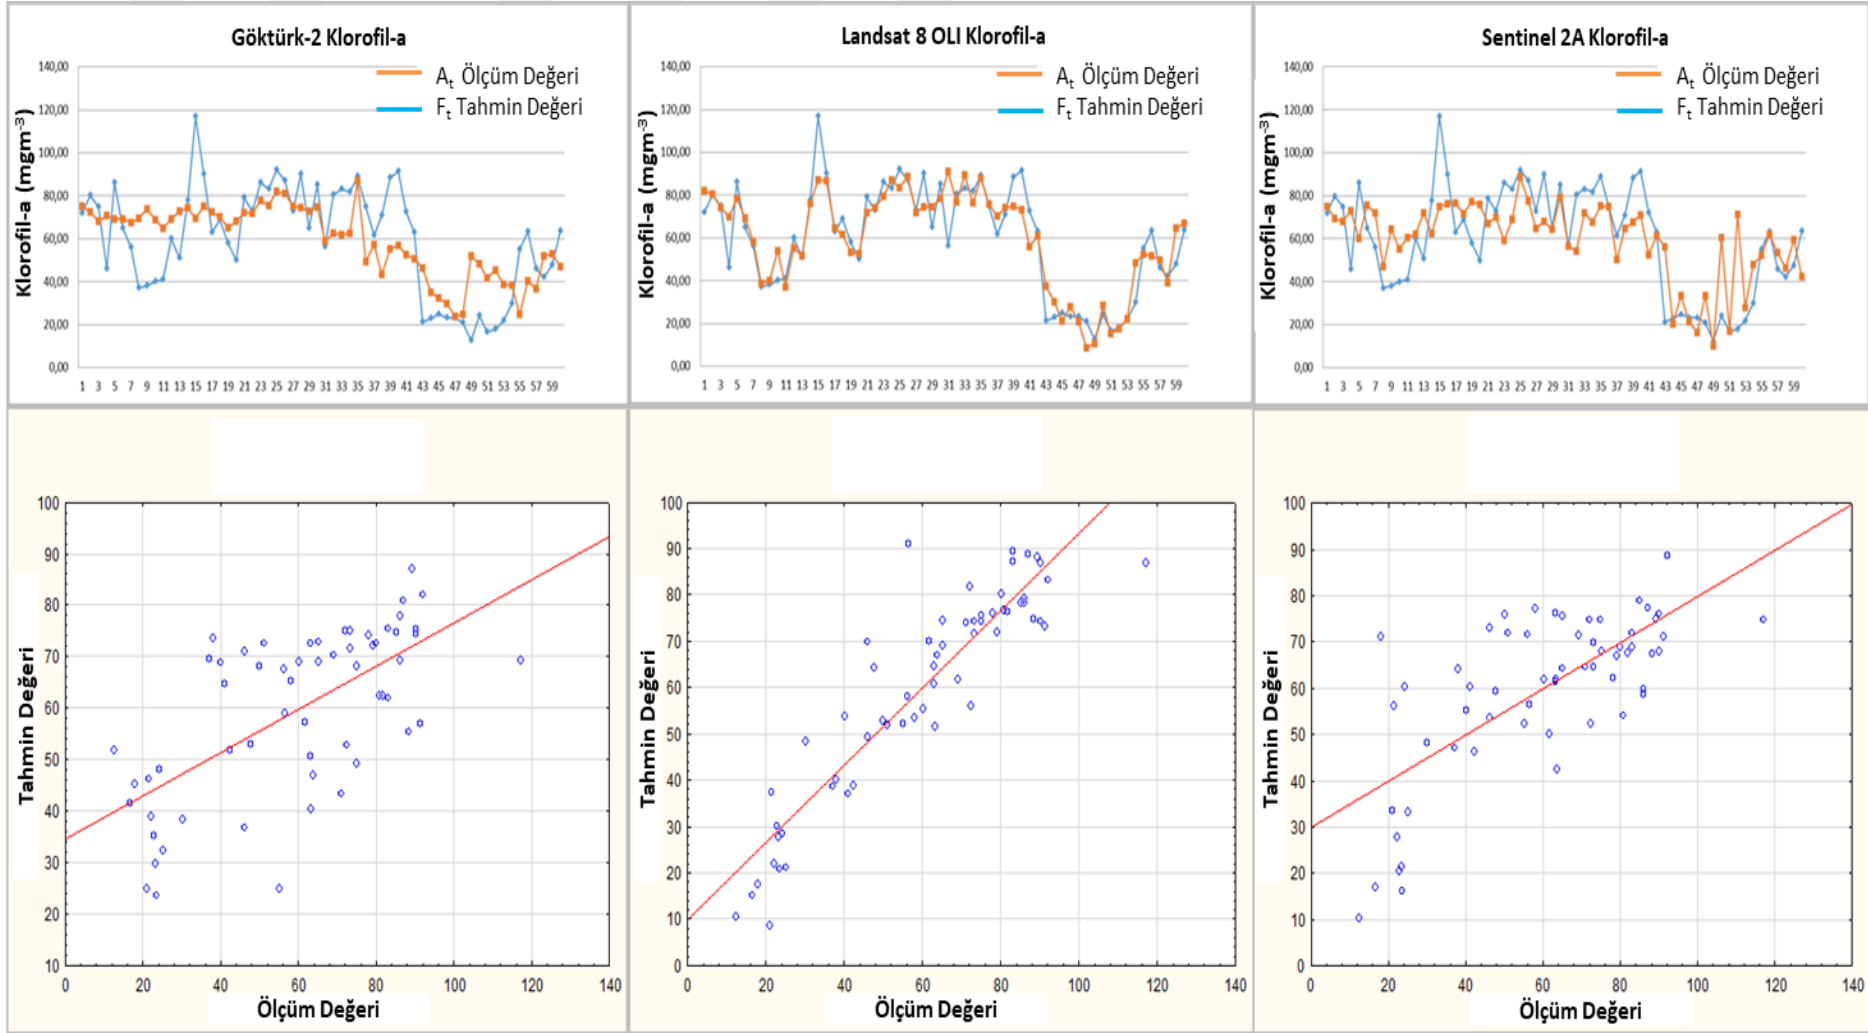 Göktürk-2 Klorofil-a
140,00
120,00
100,00
80,00
60,00
40,00
20,00
0,00
Klorofil-a (mgm-3)
At Ölçüm Değeri
Ft Tahmin Değeri
1 3 5 7 9 11 13 15 17 19 21 23 25 27 29 31 33 35 37 39 41 43 45 47 49 51 53 55 57 59
Landsat 8 OLI Klorofil-a
140,00
120,00
100,00
80,00
60,00
40,00
20,00
0,00
Klorofil-a (mgm-3)
At Ölçüm Değeri
Ft Tahmin Değeri
1 3 5 7 9 11 13 15 17 19 21 23 25 27 29 31 33 35 37 39 41 43 45 47 49 51 53 55 57 59
Sentinel 2A Klorofil-a
140,00
120,00
100,00
80,00
60,00
40,00
20,00
0,00
Klorofil-a (mgm-3)
At Ölçüm Değeri
Ft Tahmin Değeri
1 3 5 7 9 11 13 15 17 19 21 23 25 27 29 31 33 35 37 39 41 43 45 47 49 51 53 55 57 59
100
90
80
70
60
50
40
30
20
10
Tahmin Değeri
0 20 40 60 80 100 120 140
Ölçüm Değeri
100
90
80
70
60
50
40
30
20
10
0
Tahmin Değeri
0 20 40 60 80 100 120 140
Ölçüm Değeri
100
90
80
70
60
50
40
30
20
10
0
Tahmin Değeri
0 20 40 60 80 100 120 140
Ölçüm Değeri